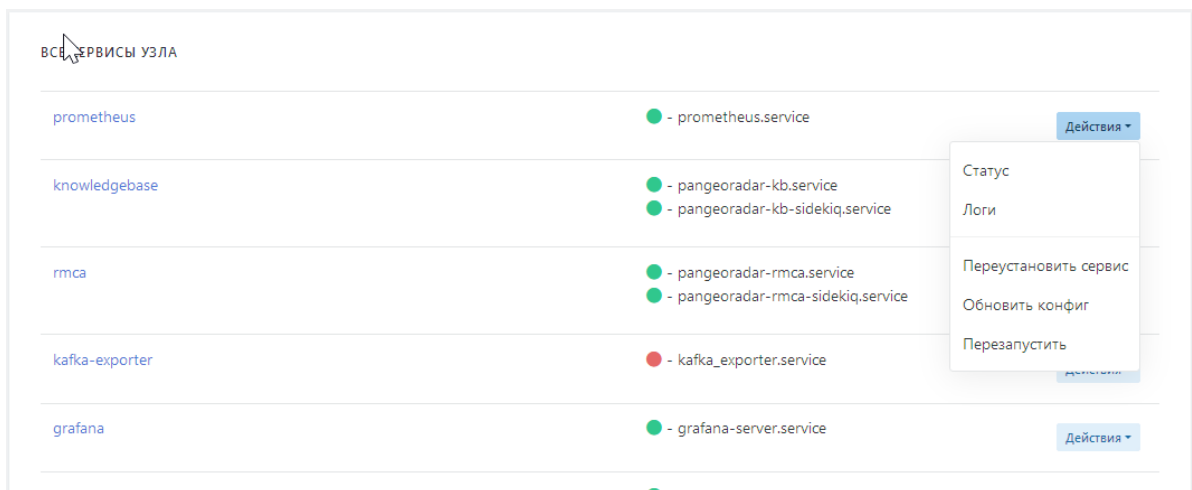 ВСЕ СЕРВИСЫ УЗЛА
prometheus
- prometheus.service
Действия
Статус
Логи
Переустановить сервис
Обновить конфиг
Перезапустить
knowledgebase
- pangeoradar-kb.service
- pangeoradar-kb-sidekiq.service
rmca
- pangeoradar-rmca.service
- pangeoradar-rmca-sidekiq.service
kafka-exporter
- kafka_exporter.service
Действия
grafana
- grafana-server.service
Действия